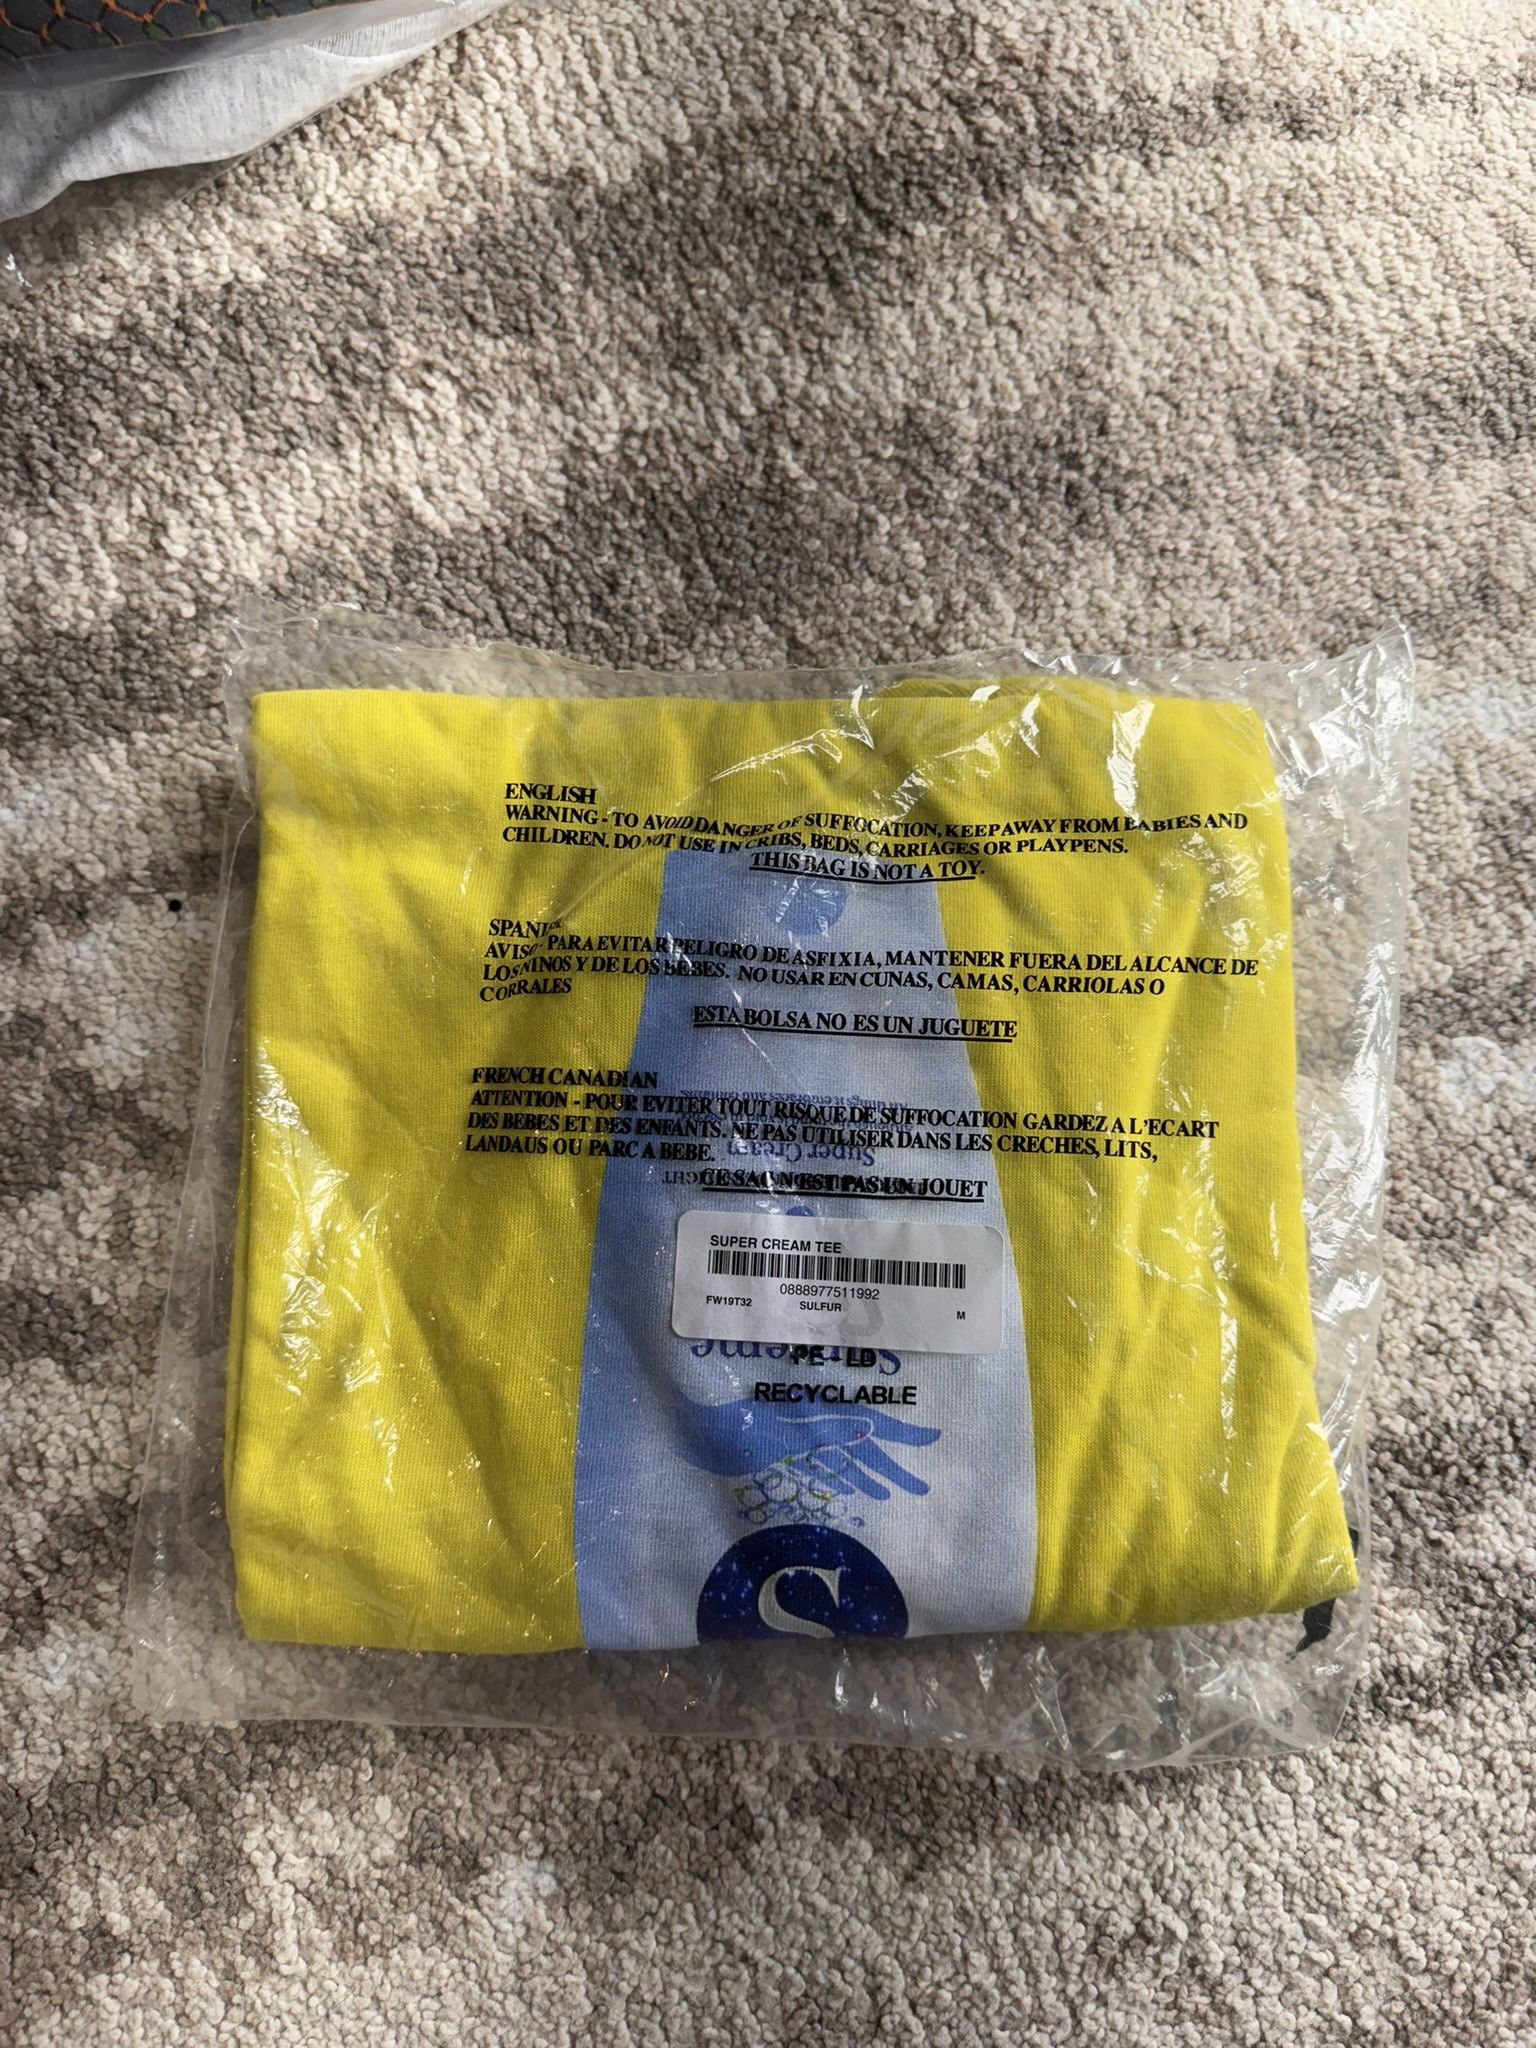 ENGLISH
WARNING - TO AVOID DANGER OF SUFFOCATION, KEEP AWAY FROM BABIES AND
CHILDREN. DO NOT USE IN CRIBS, BEDS, CARRIAGES OR PLAYPENS.
THIS BAG IS NOT A TOY.
AVISO - PARA EVITAR PELIGRO DE ASFIXIA, MANTENER FUERA DEL ALCANCE DE
LOS NINOS Y DE LOS BEBES. NO USAR EN CUNAS, CAMAS, CARRIOLAS O
CORRALES
ESTA BOLSA NO ES UN JUGUETE
FRENCH CANADIAN
ATTENTION - POUR EVITER TOUT RISQUE DE SUFFOCATION GARDEZ A L'ECART
DES BEBES ET DES ENFANTS. NE PAS UTILISER DANS LES CRECHES, LITS,
LANDAUS OU PARC A BEBE.
Super Cream
CE SAC N'EST PAS UN JOUET
SUPER CREAM TEE
0888977511992
FW19T32 SULFUR M
Supreme
PE - LD
RECYCLABLE
S